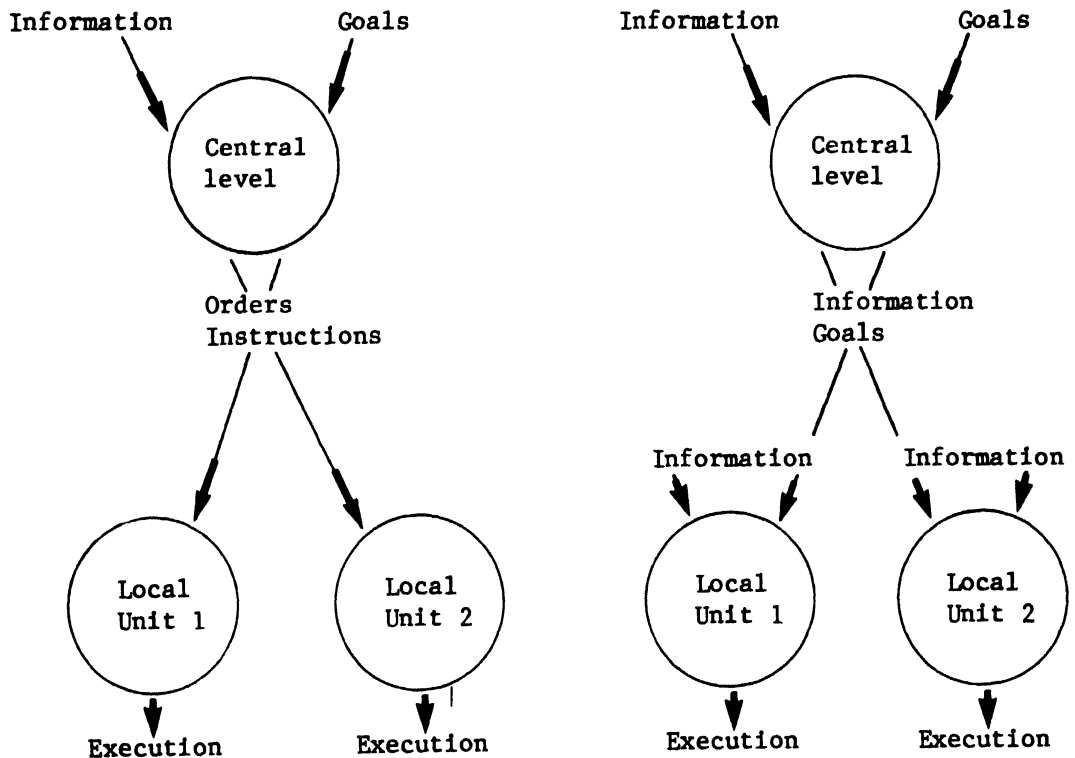 Information
Goals
Central
level
Orders
Instructions
Local
Unit 1
Local
Unit 2
Execution
Execution
Information
Goals
Central
level
Information
Goals
Information
Information
Local
Unit 1
Local
Unit 2
Execution
Execution